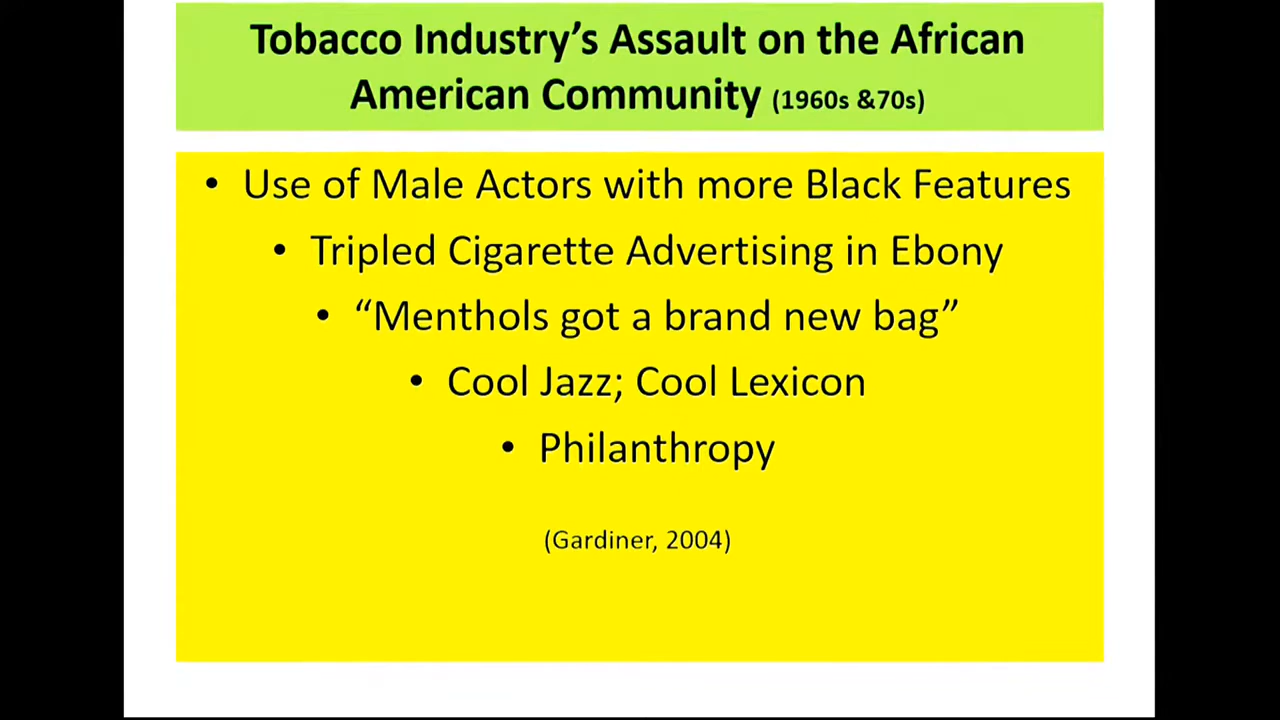 Tobacco Industry’s Assault on the African
American Community (1960s &70s)
• Use of Male Actors with more Black Features
• Tripled Cigarette Advertising in Ebony
• “Menthols got a brand new bag”
• Cool Jazz; Cool Lexicon
• Philanthropy
(Gardiner, 2004)